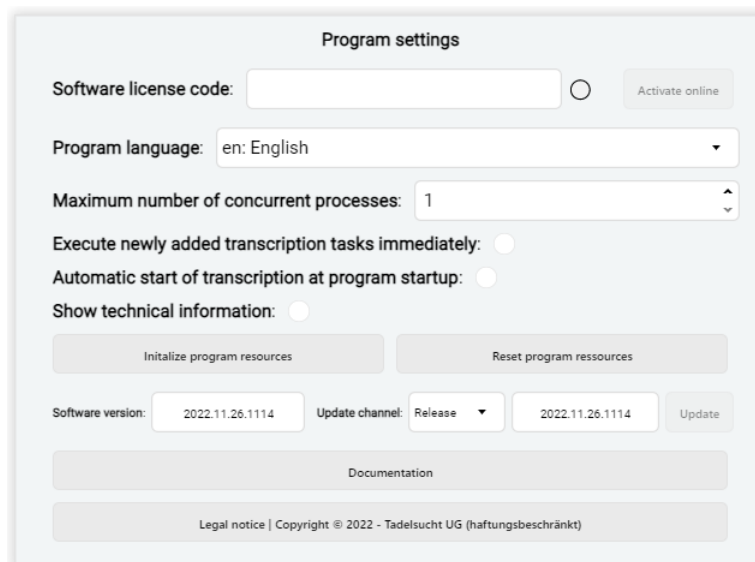 Program settings
Software license code: Activate online
Program language: en: English
Maximum number of concurrent processes: 1
Execute newly added transcription tasks immediately:
Automatic start of transcription at program startup:
Show technical information:
Initalize program resources Reset program ressources
Software version: 2022.11.26.1114 Update channel: Release 2022.11.26.1114 Update
Documentation
Legal notice | Copyright © 2022 - Tadelsucht UG (haftungsbeschränkt)